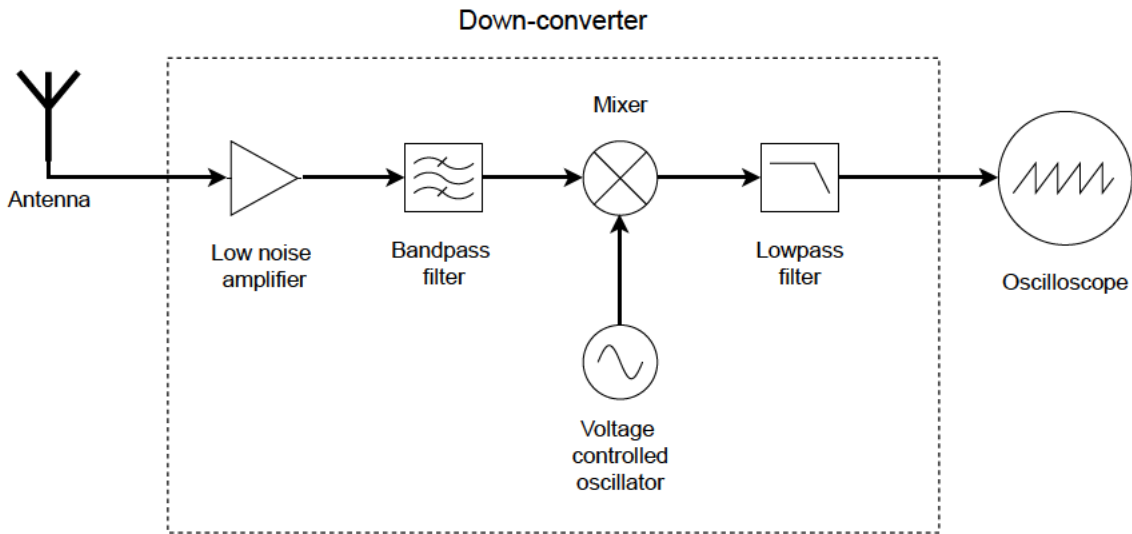 Down-converter
Mixer
Antenna
Low noise
amplifier
Bandpass
filter
Lowpass
filter
Oscilloscope
Voltage
controlled
oscillator